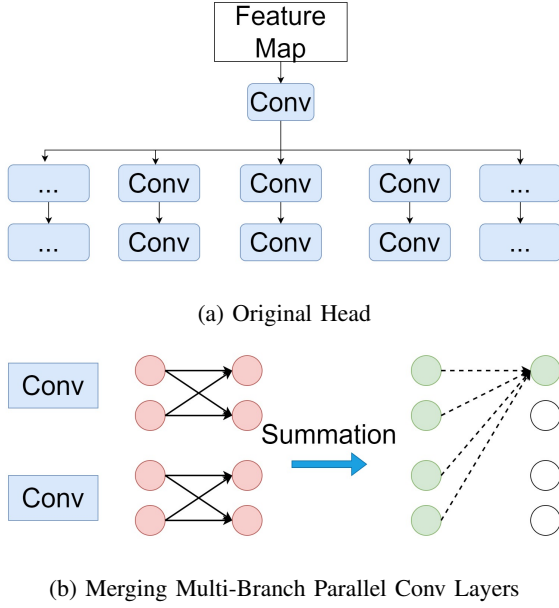 Feature
Map
Conv
... Conv Conv Conv ...
... Conv Conv Conv ...
(a) Original Head
Conv
Summation
Conv
(b) Merging Multi-Branch Parallel Conv Layers